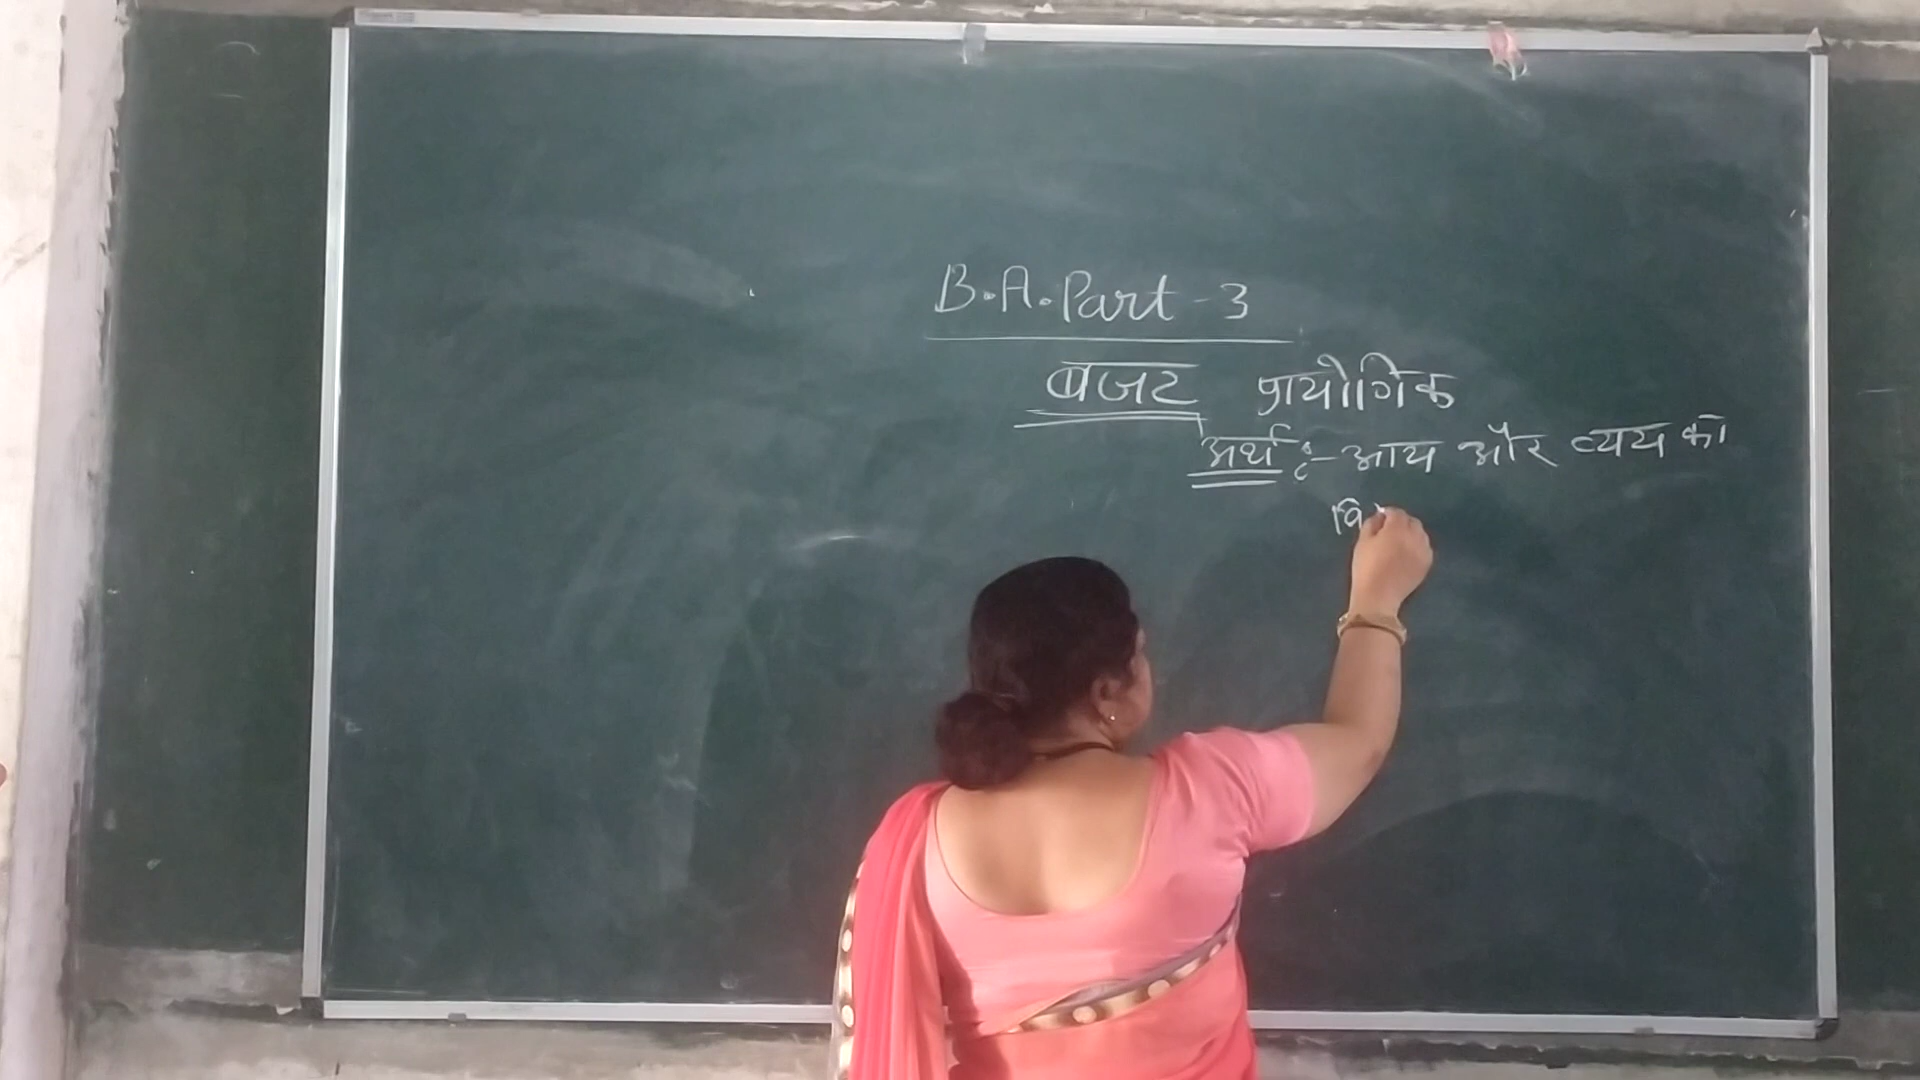 B.A. Part - 3
बजट प्रायोगिक
अर्थ :- आय और व्यय को
वि